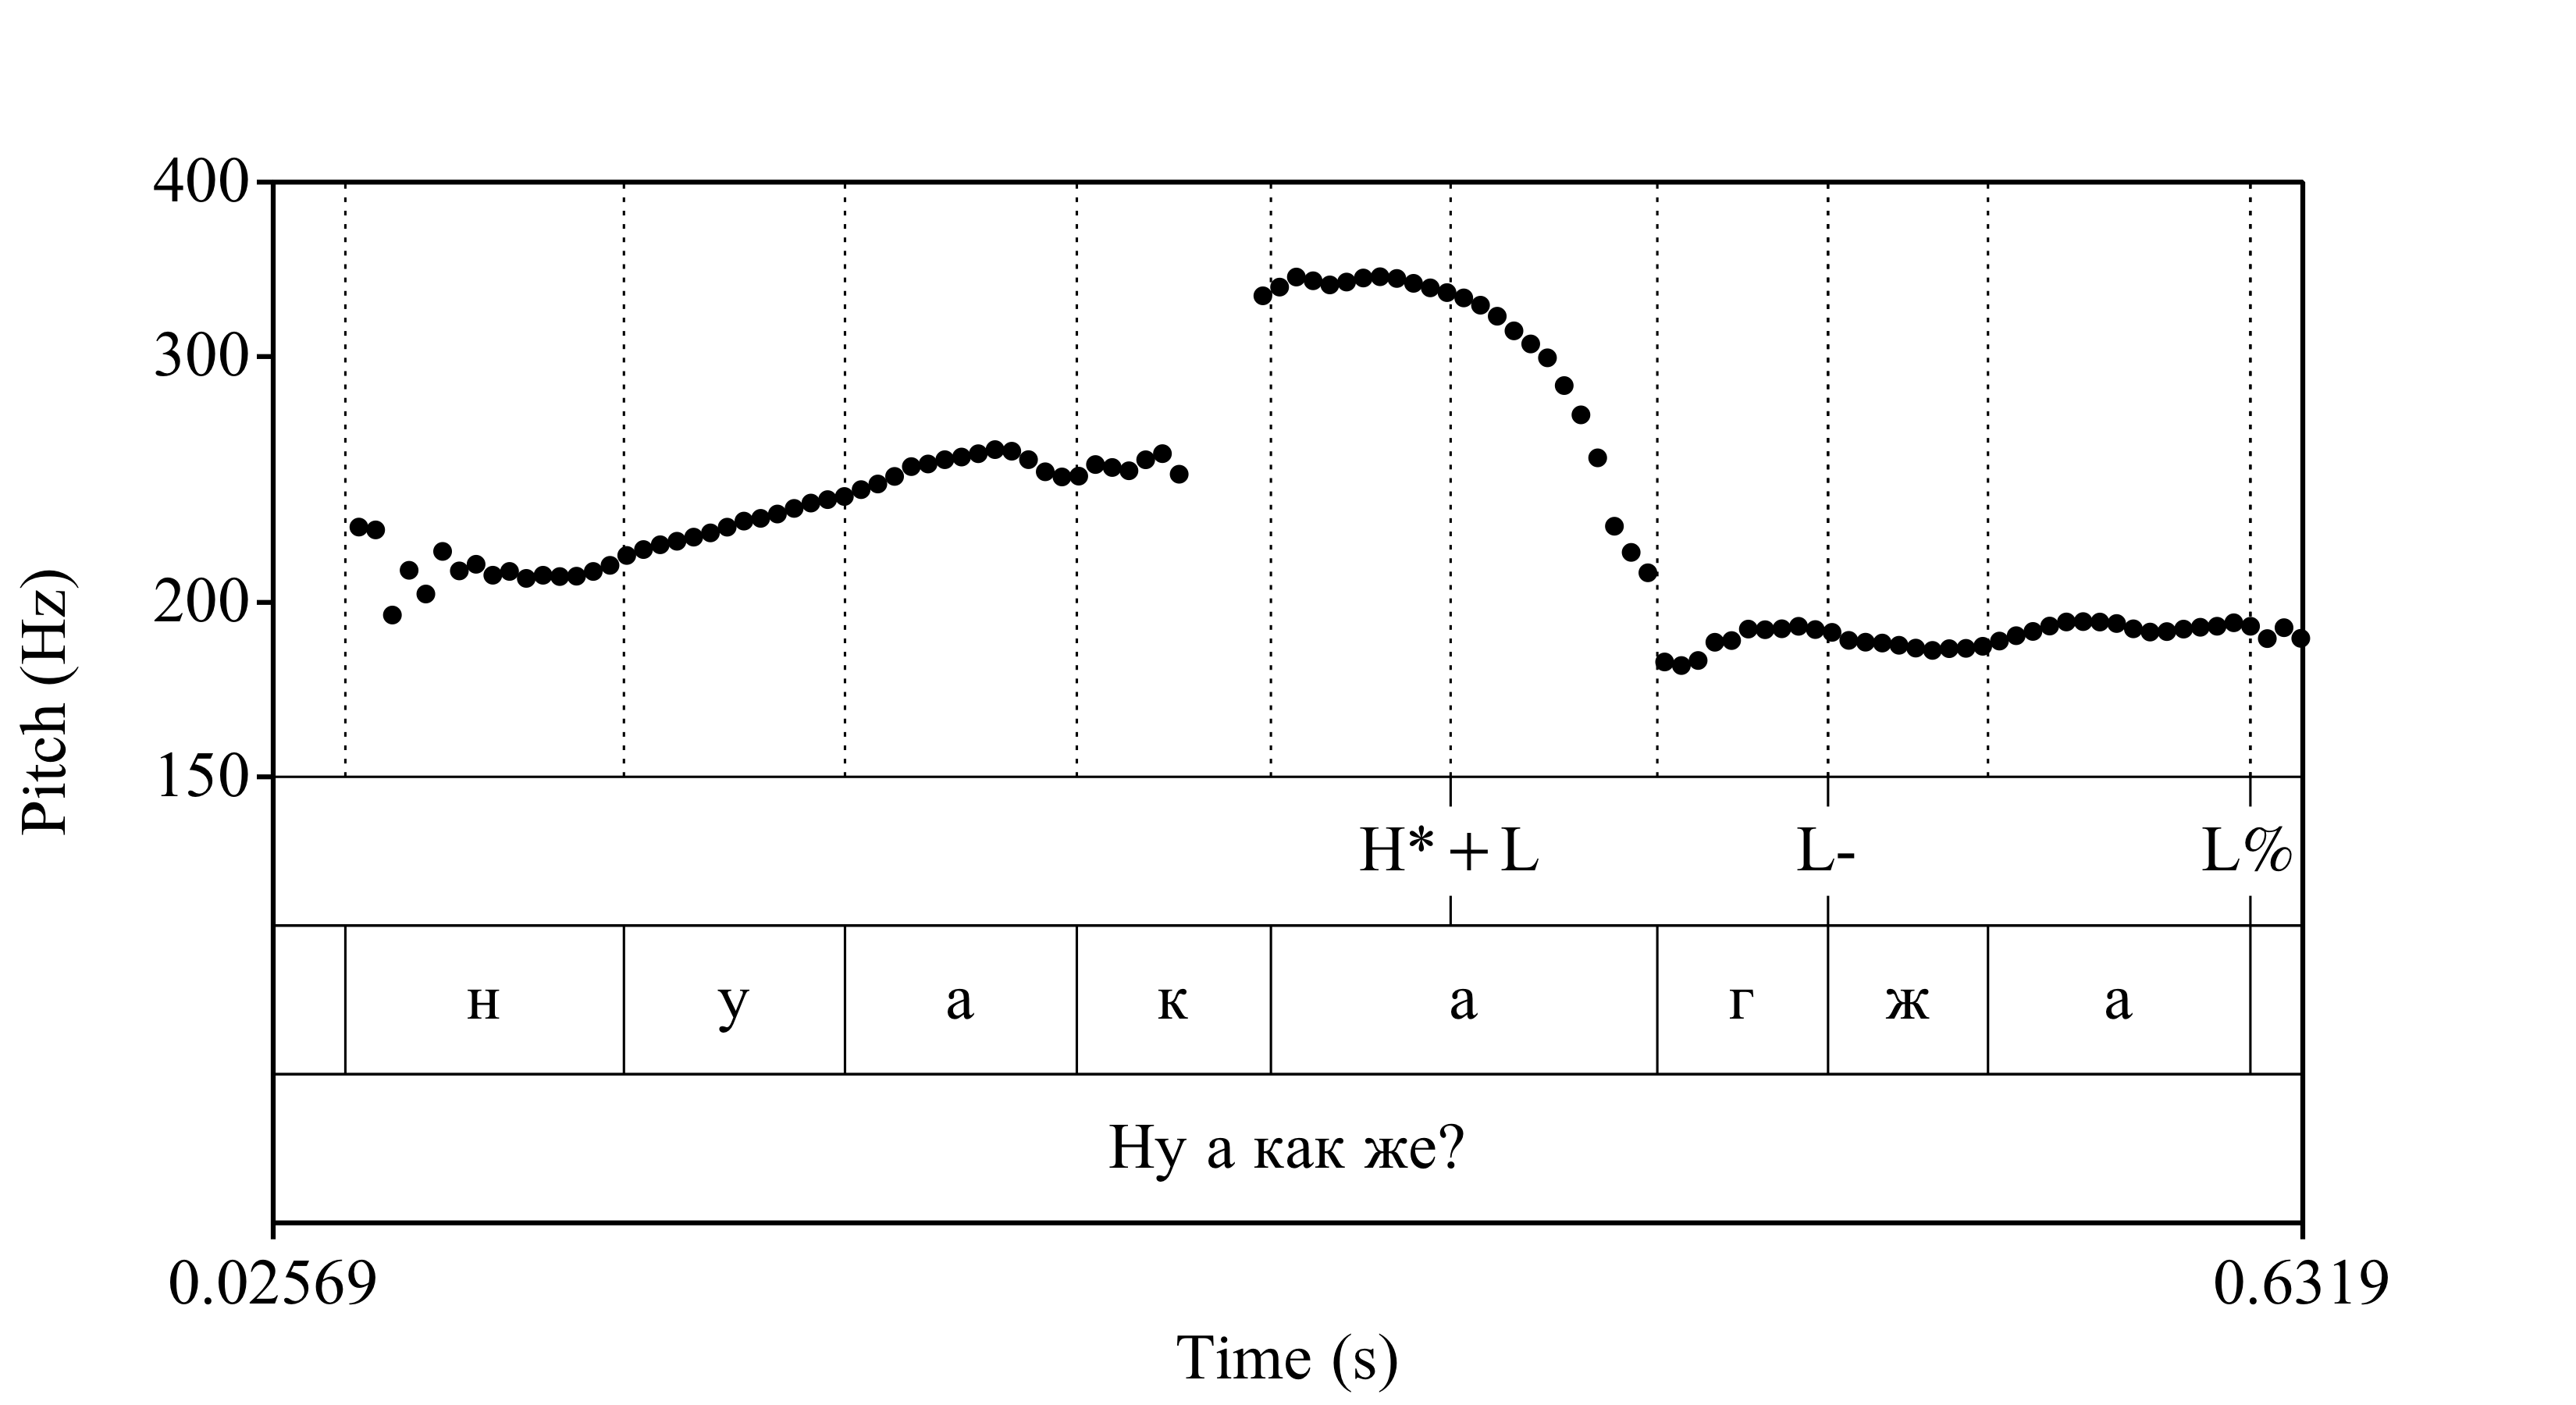 400
300
200
150
Pitch (Hz)
H*+L L- L%
н у а к а г ж а
Ну а как же?
0.02569 0.6319
Time (s)